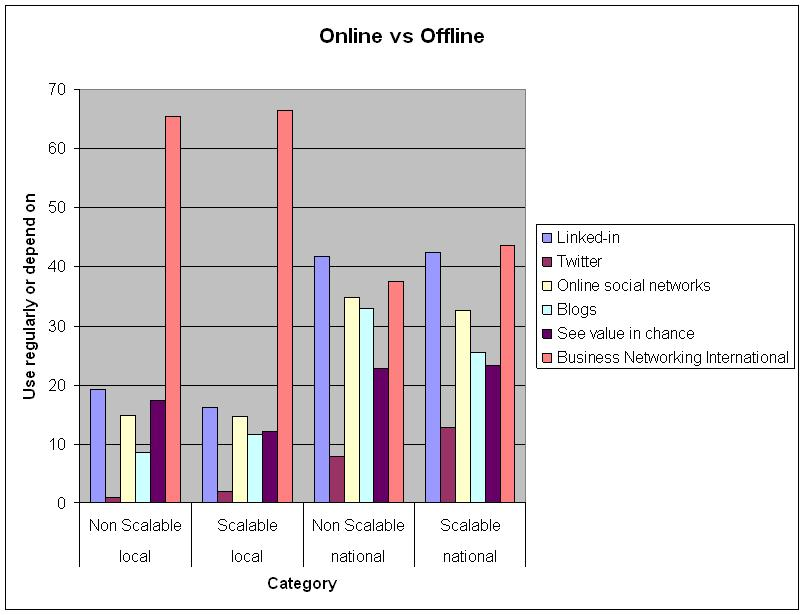 Online vs Offline
70
60
50
40
30
20
10
0
Use regularly or depend on
Non Scalable Scalable Non Scalable Scalable
local local national national
Category
Linked-in
Twitter
Online social networks
Blogs
See value in chance
Business Networking International